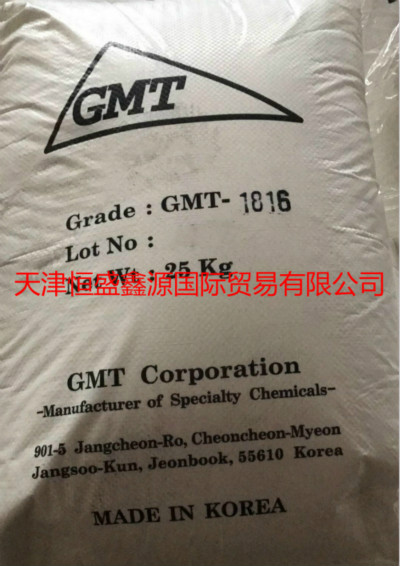 GMT
Grade : GMT- 1816
Lot No :
Net Wt : 25 Kg
天津恒盛鑫源国际贸易有限公司
GMT Corporation
-Manufacturer of Specialty Chemicals-
901-5 Jangcheon-Ro, Cheoncheon-Myeon
Jangsoo-Kun, Jeonbook, 55610 Korea
MADE IN KOREA